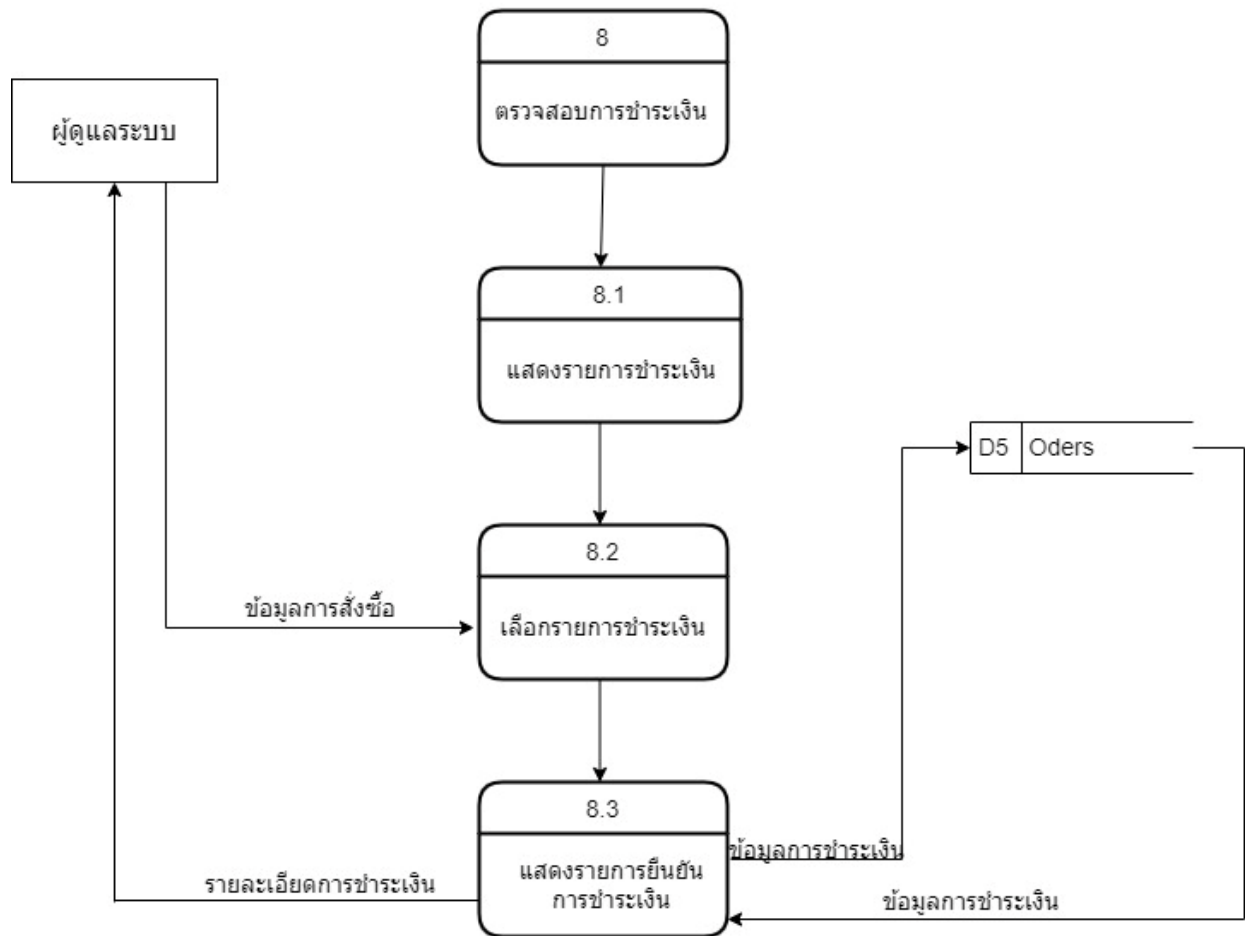 8
ตรวจสอบการชำระเงิน
ผู้ดูแลระบบ
8.1
แสดงรายการชำระเงิน
D5 Oders
8.2
ข้อมูลการสั่งซื้อ
เลือกรายการชำระเงิน
8.3
ข้อมูลการชำระเงิน
แสดงรายการยืนยัน
การชำระเงิน
รายละเอียดการชำระเงิน
ข้อมูลการชำระเงิน